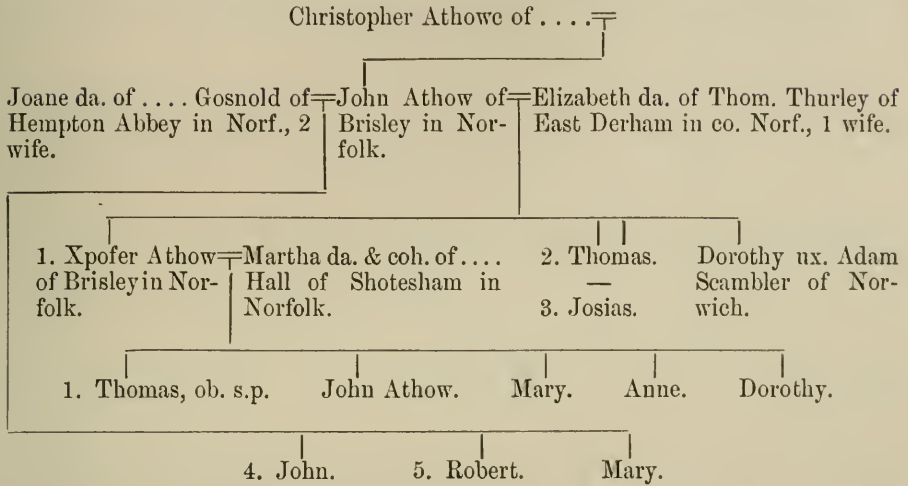 Christopher Athowe of . . . .
Joane da. of . . . . Gosnold of
Hempton Abbey in Norf., 2
wife.
John Athow of
Brisley in Nor-
folk.
Elizabeth da. of Thom. Thurley of
East Derham in co. Norf., 1 wife.
1. Xpofer Athow
of Brisley in Nor-
folk.
Martha da. & coh. of . . . .
Hall of Shotesham in
Norfolk.
2. Thomas.
—
3. Josias.
Dorothy ux. Adam
Scambler of Nor-
wich.
1. Thomas, ob. s.p.
John Athow.
Mary.
Anne.
Dorothy.
4. John.
5. Robert.
Mary.